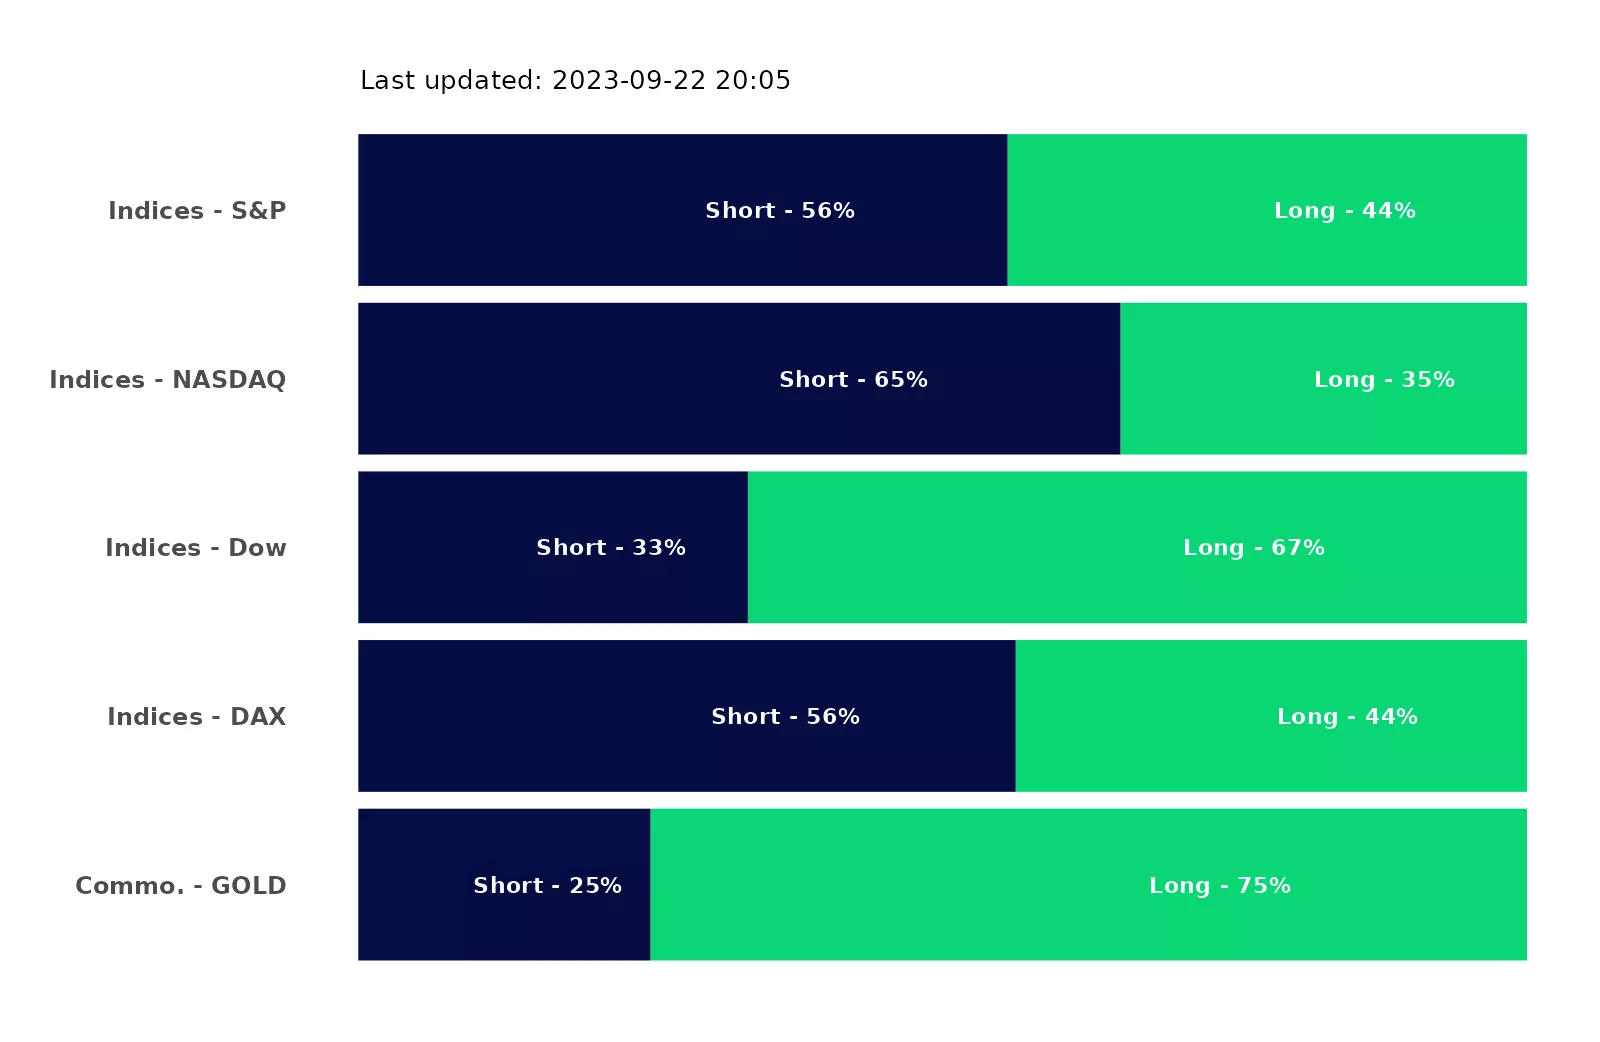 Last updated: 2023-09-22 20:05
Indices - S&P
Short - 56%
Long - 44%
Indices - NASDAQ
Short - 65%
Long - 35%
Indices - Dow
Short - 33%
Long - 67%
Indices - DAX
Short - 56%
Long - 44%
Commo. - GOLD
Short - 25%
Long - 75%